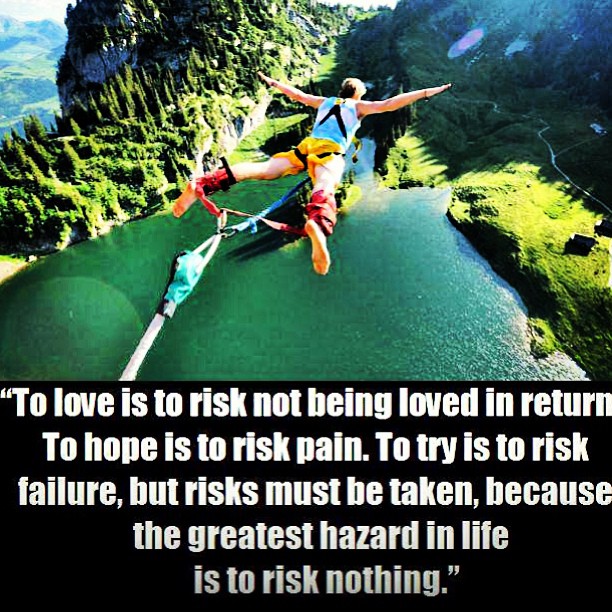 “To love is to risk not being loved in return
To hope is to risk pain. To try is to risk
failure, but risks must be taken, because
the greatest hazard in life
is to risk nothing.”